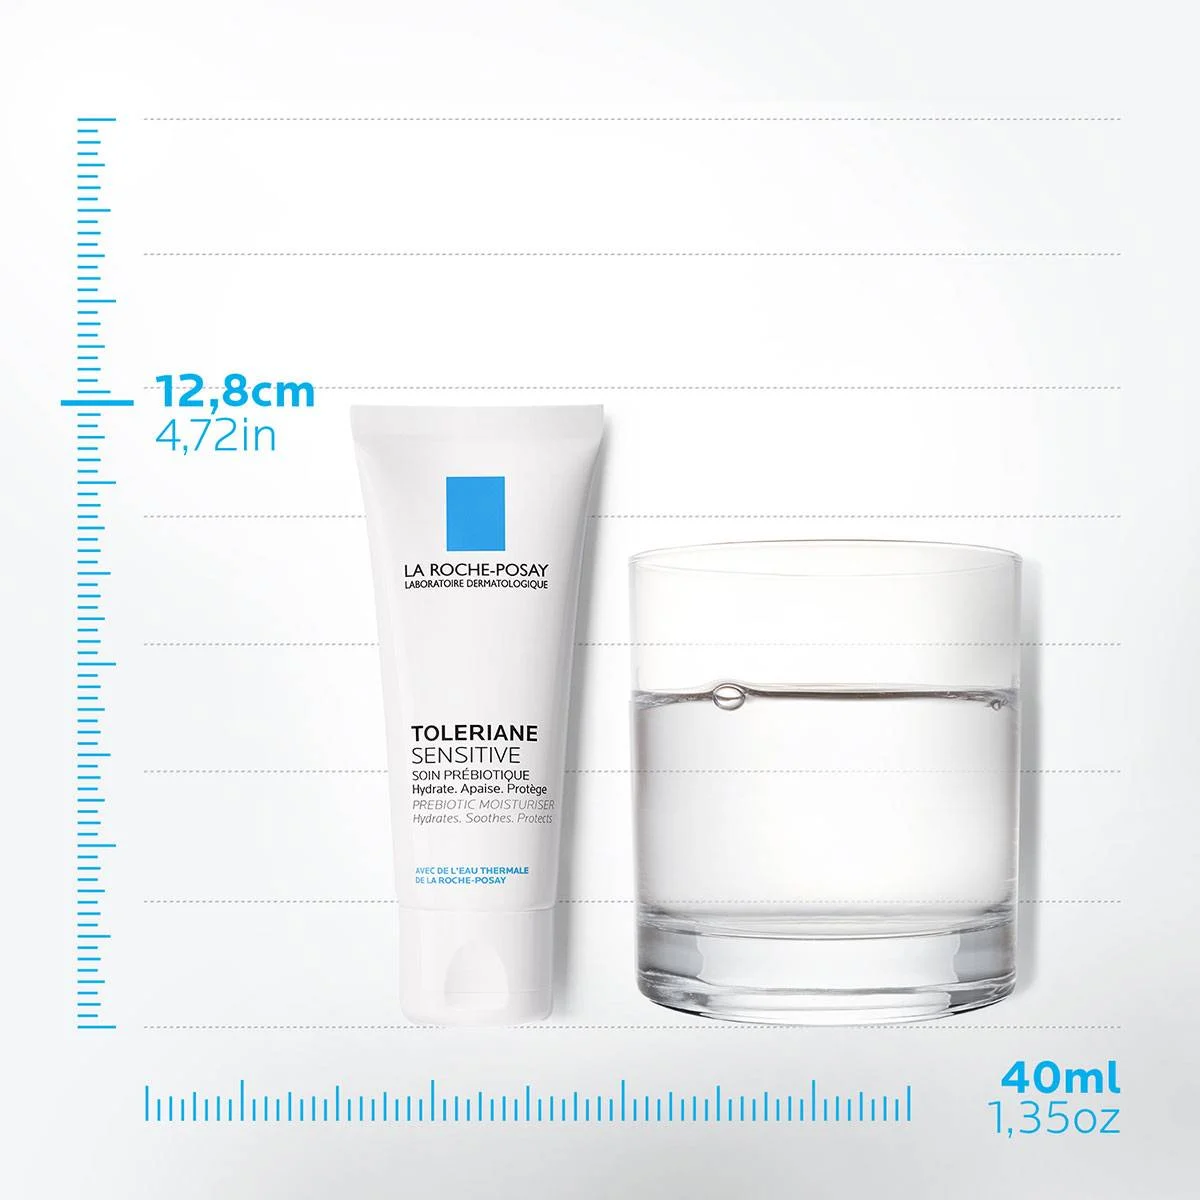 12,8cm
4,72in
LA ROCHE-POSAY
LABORATOIRE DERMATOLOGIQUE
TOLERIANE
SENSITIVE
SOIN PRÉBIOTIQUE
Hydrate. Apaise. Protège
PREBIOTIC MOISTURISER
Hydrates. Soothes. Protects
AVEC DE L'EAU THERMALE
DE LA ROCHE-POSAY
40ml
1,35oz